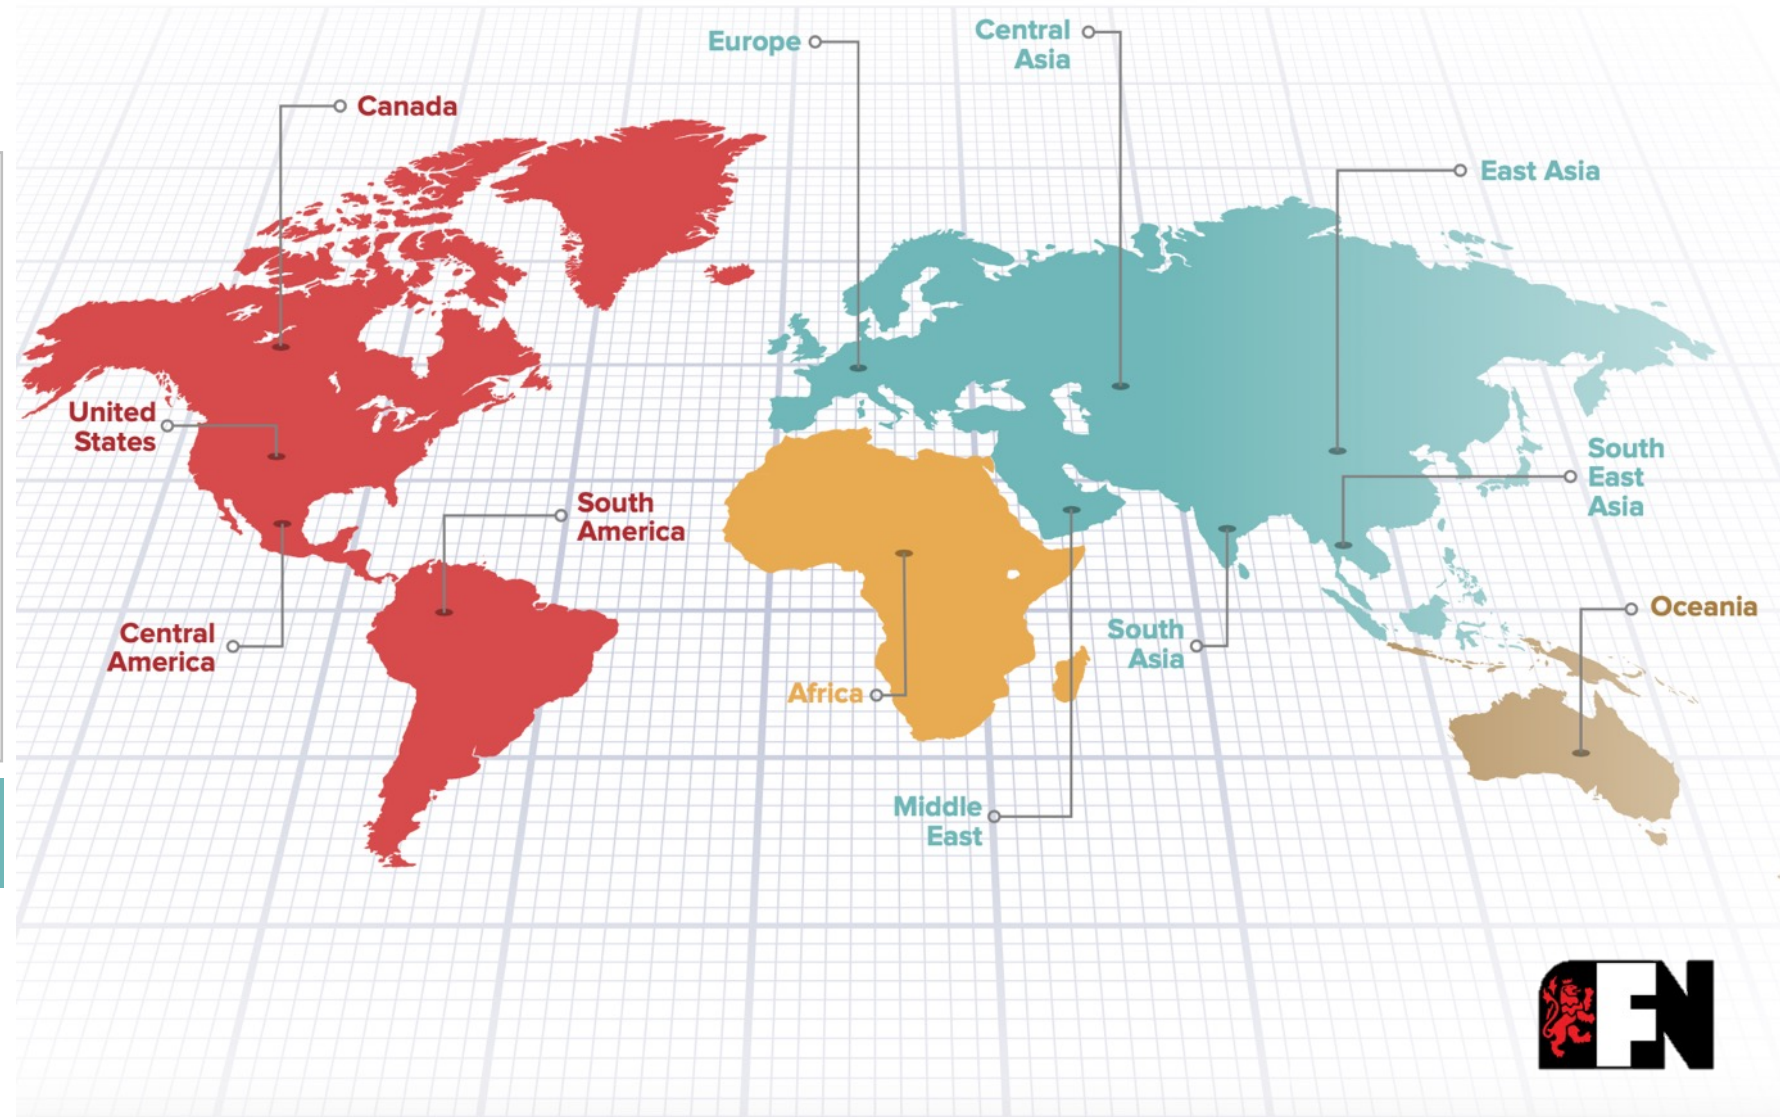 Europe
Central
Asia
Canada
East Asia
United
States
South
East
Asia
South
America
Oceania
Central
America
South
Asia
Africa
Middle
East
FN